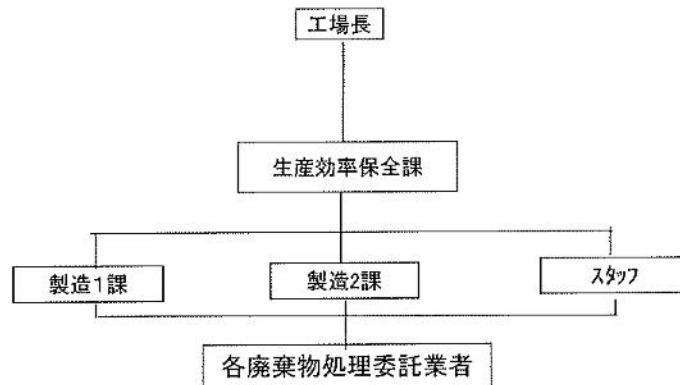 工場長
生産効率保全課
製造1課
製造2課
スタッフ
各廃棄物処理委託業者